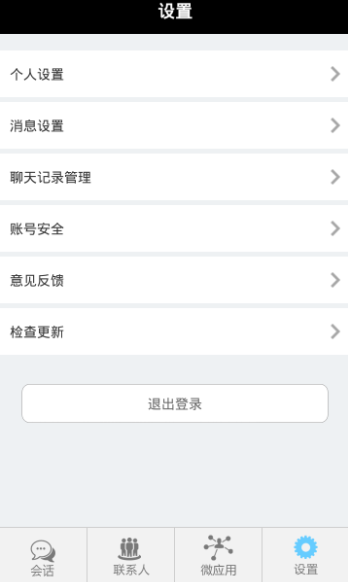 设置
个人设置
消息设置
聊天记录管理
账号安全
意见反馈
检查更新
退出登录
会话
联系人
微应用
设置